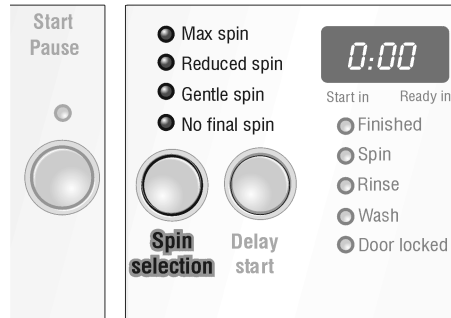 Start
Pause
Max spin
Reduced spin
Gentle spin
No final spin
0:00
Start in
Ready in
Finished
Spin
Rinse
Wash
Door locked
Spin
selection
Delay
start